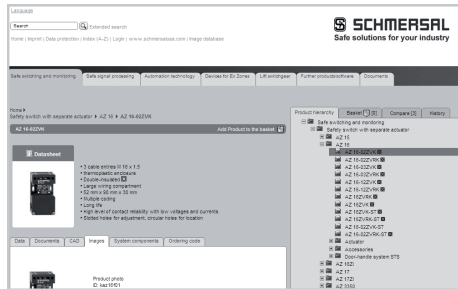 Language
Search
Extended search
Home | Imprint | Data protection | Index (A-Z) | Login | www.schmersalusa.com | Image database
SCHMERSAL
Safe solutions for your industry
Safe switching and monitoring
Safe signal processing
Automation technology
Devices for Ex Zones
Lift switchgear
Further products/software
Documents
Home
Safety switch with separate actuator AZ 16 AZ 16-02ZVK
AZ 16-02ZVK
Add Product to the basket
Datasheet
• 3 cable entries M 16 x 1.5
• thermoplastic enclosure
• Double-insulated
• Large wiring compartment
• 52 mm x 90 mm x 30 mm
• Multiple coding
• Long life
• High level of contact reliability with low voltages and currents
• Slotted holes for adjustment, circular holes for location
Data
Documents
CAD
Images
System components
Ordering code
Product photo
ID: kaz16f01
Product hierarchy
Basket [0]
Compare [3]
History
Safe switching and monitoring
Safety switch with separate actuator
AZ 15
AZ 16
AZ 16-02ZVK
AZ 16-02ZVRK
AZ 16-03ZVK
AZ 16-12ZVK
AZ 16-12ZVRK
AZ 16ZVRK
AZ 16ZVK-ST
AZ 16ZVRK-ST
AZ 16-02ZVK-ST
AZ 16-02ZVRK-ST
Actuator
Accessories
Door-handle system STS
AZ 16ZI
AZ 17
AZ 17ZI
AZ 3350